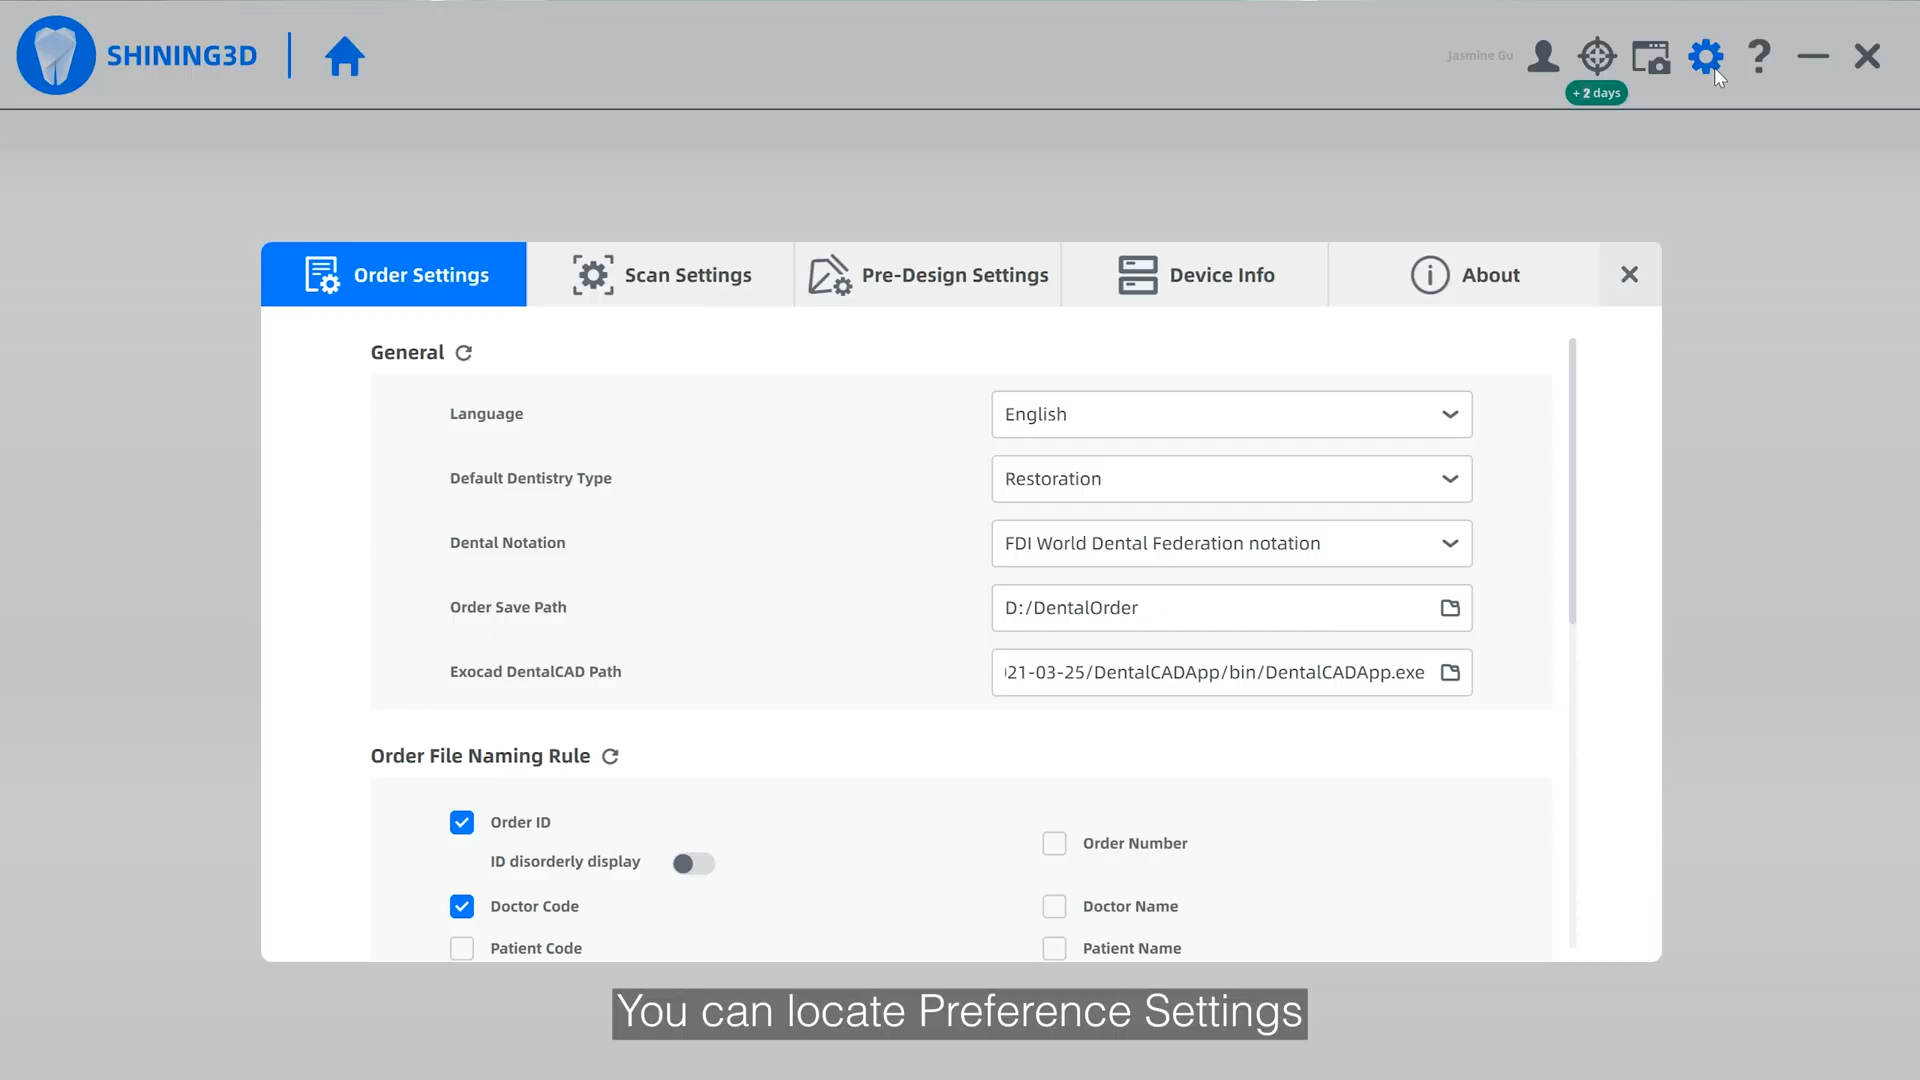 SHINING3D
Jasmine Gu
?
+ 2 days
Order Settings
Scan Settings
Pre-Design Settings
Device Info
About
General
Language
English
Default Dentistry Type
Restoration
Dental Notation
FDI World Dental Federation notation
Order Save Path
D:/DentalOrder
Exocad DentalCAD Path
21-03-25/DentalCADApp/bin/DentalCADApp.exe
Order File Naming Rule
Order ID
Order Number
ID disorderly display
Doctor Code
Doctor Name
Patient Code
Patient Name
You can locate Preference Settings